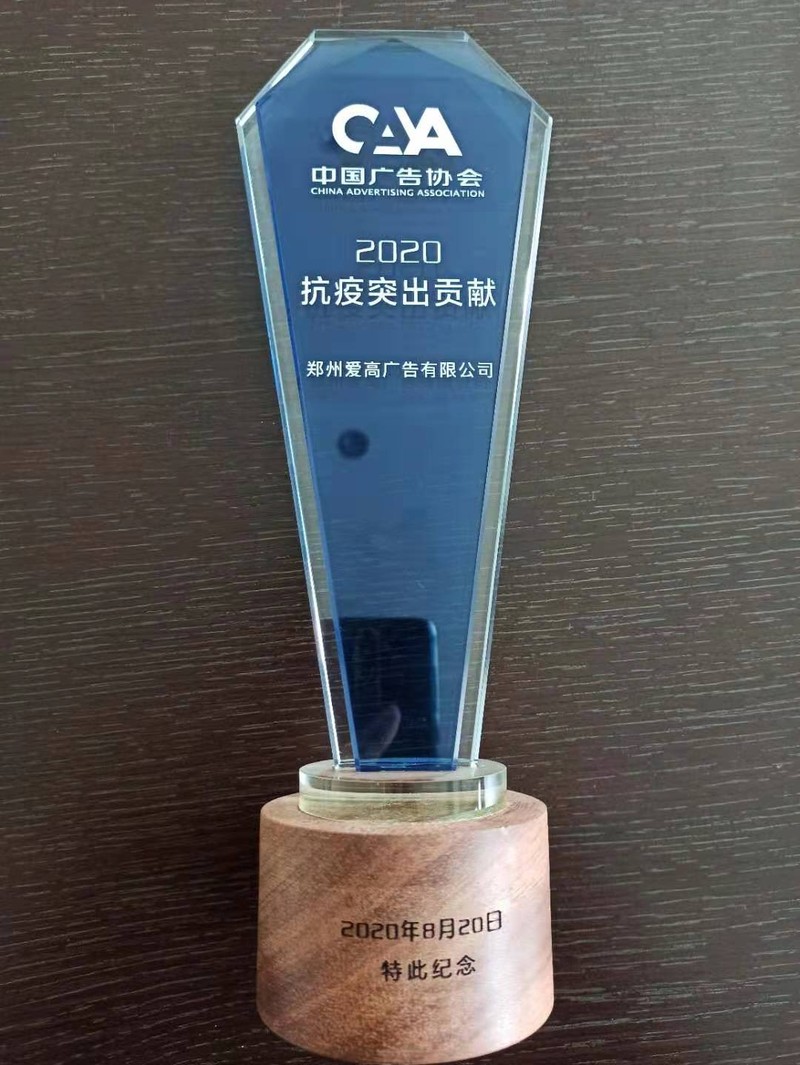 CAA
中国广告协会
CHINA ADVERTISING ASSOCIATION
2020
抗疫突出贡献
郑州爱高广告有限公司
2020年8月20日
特此纪念